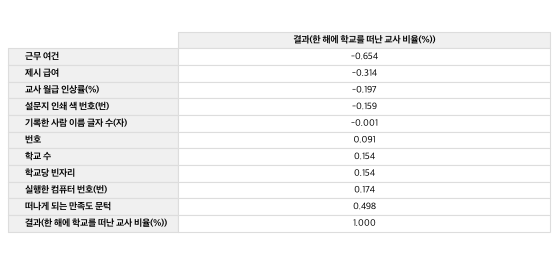 결과(한 해에 학교를 떠난 교사 비율(%))
근무 여건 -0.654
제시 급여 -0.314
교사 월급 인상률(%) -0.197
설문지 인쇄 색 번호(번) -0.159
기록한 사람 이름 글자 수(자) -0.001
번호 0.091
학교 수 0.154
학교당 빈자리 0.154
실행한 컴퓨터 번호(번) 0.174
떠나게 되는 만족도 문턱 0.498
결과(한 해에 학교를 떠난 교사 비율(%)) 1.000